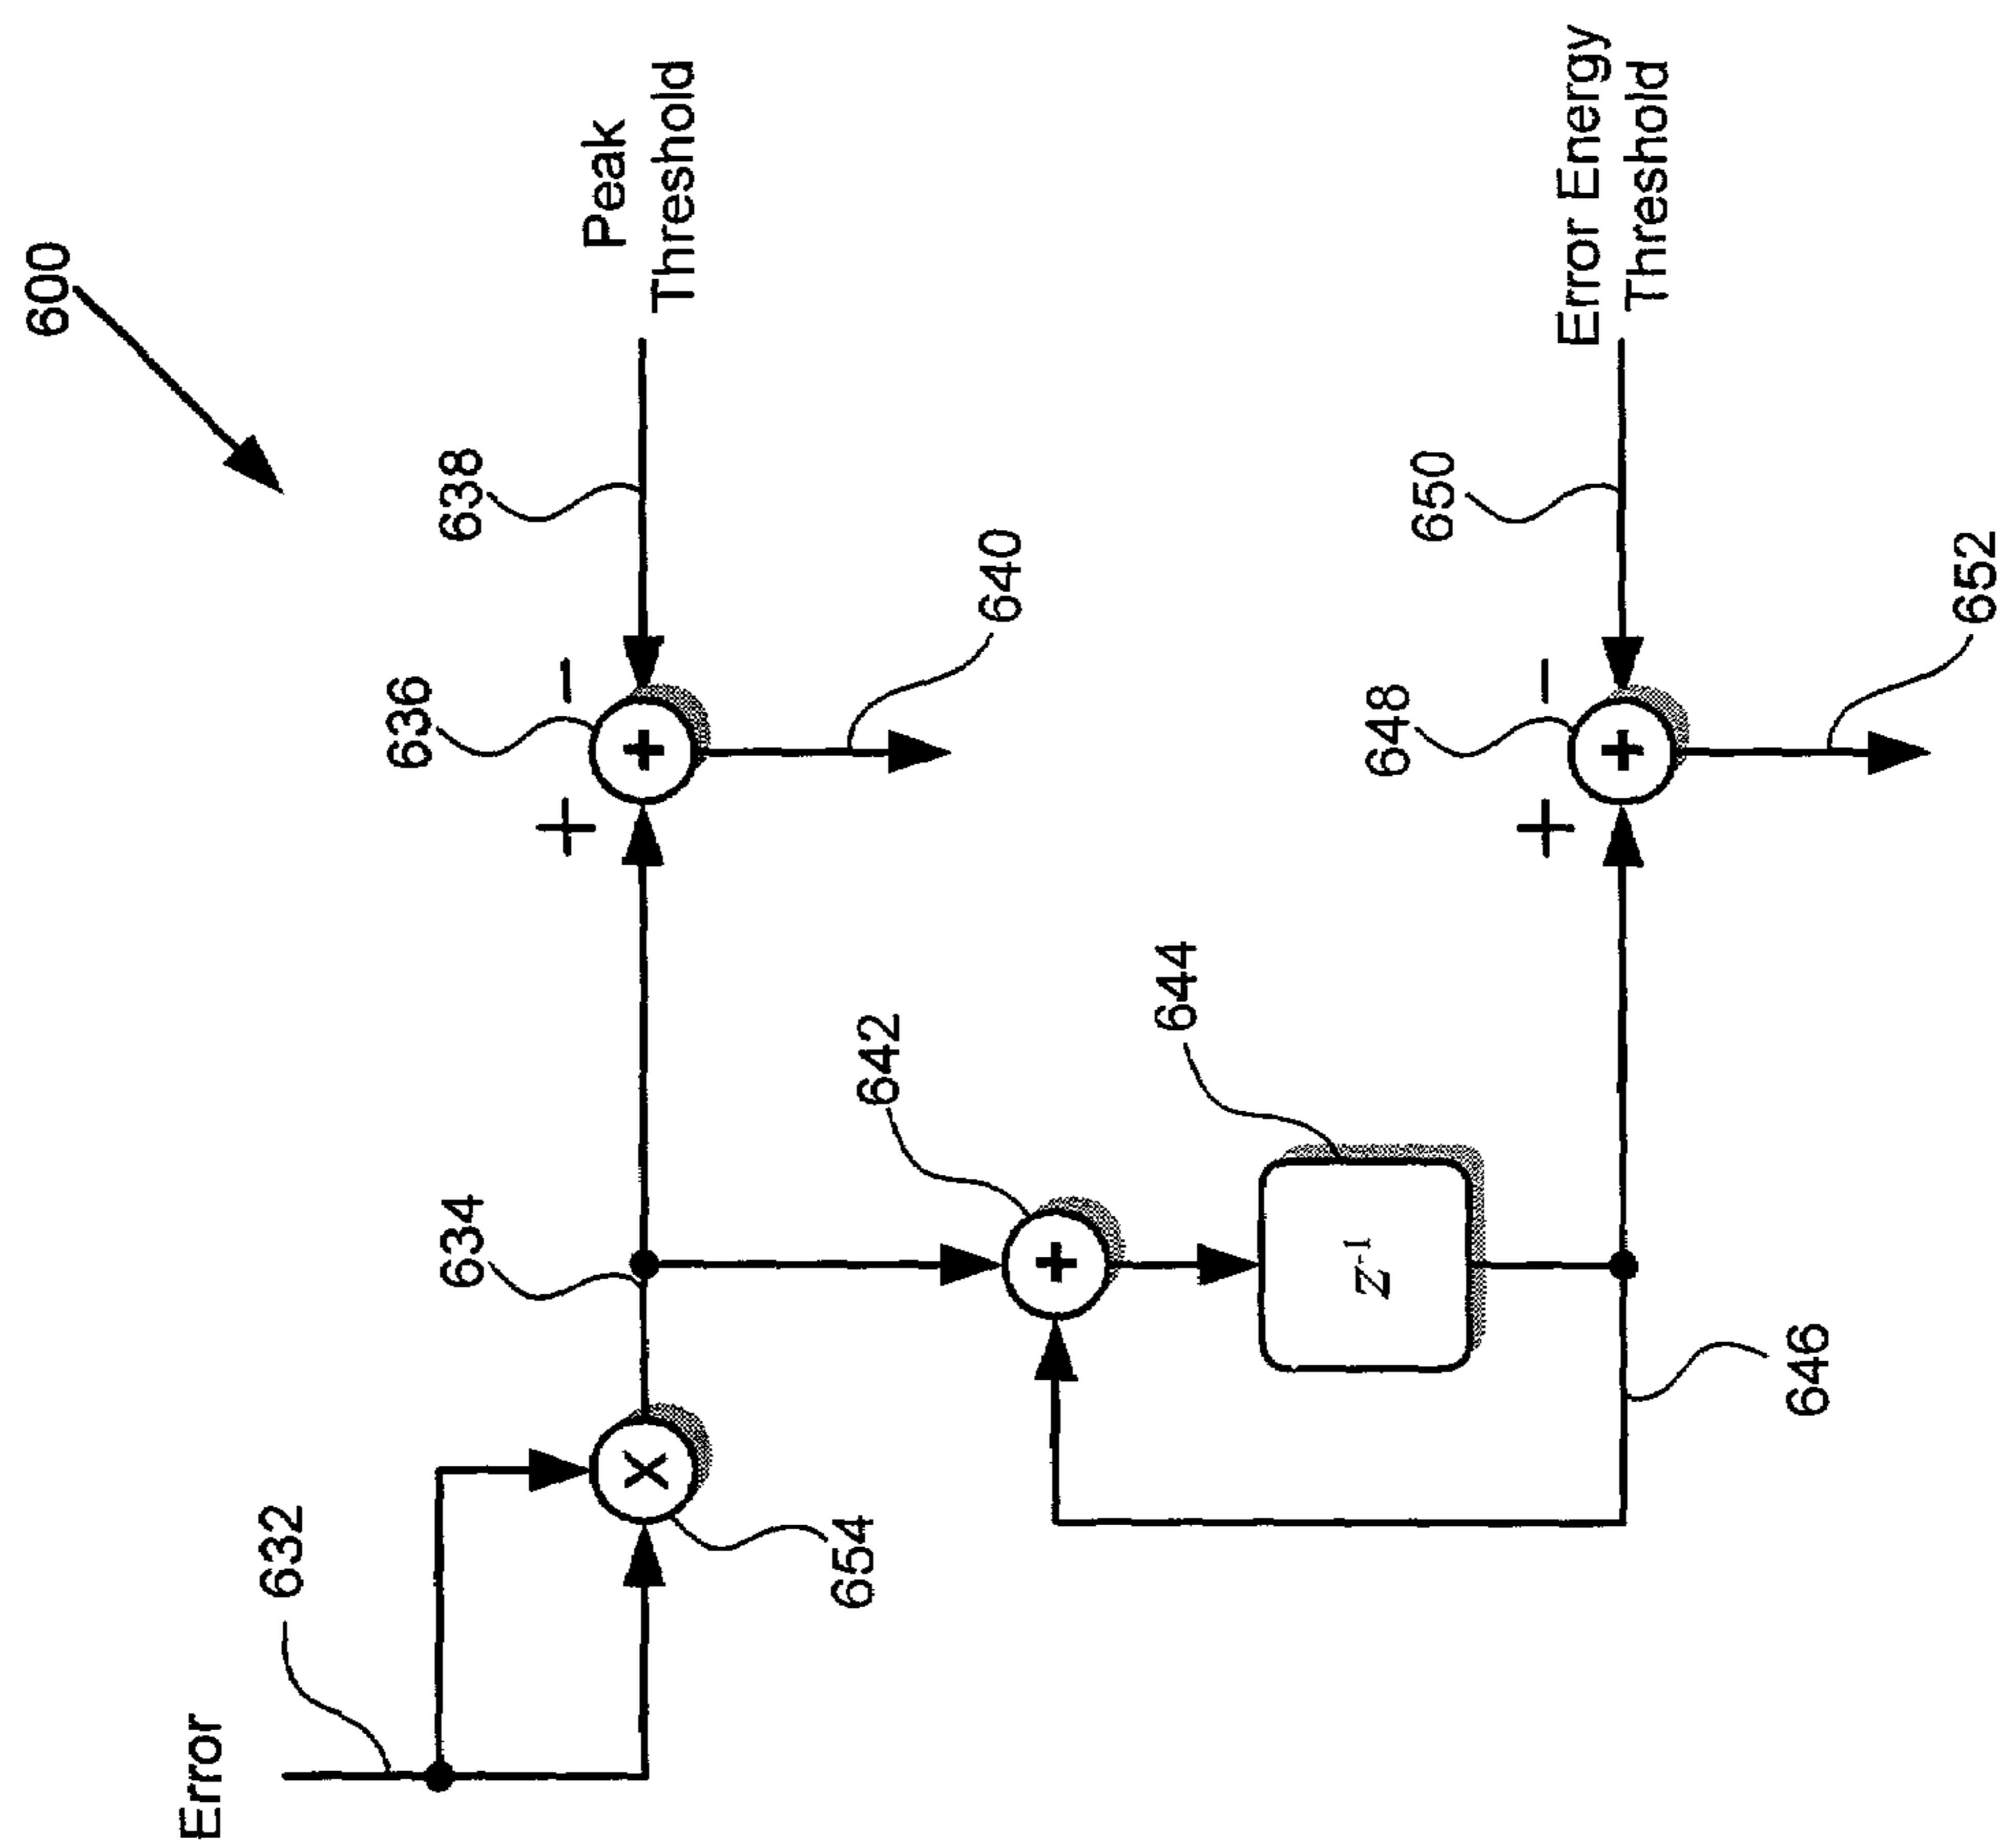 600
Error
632
654
634
636
+
−
638
Peak
Threshold
640
x
+
642
+
644
z-1
646
648
+
−
+
650
Error Energy
Threshold
652